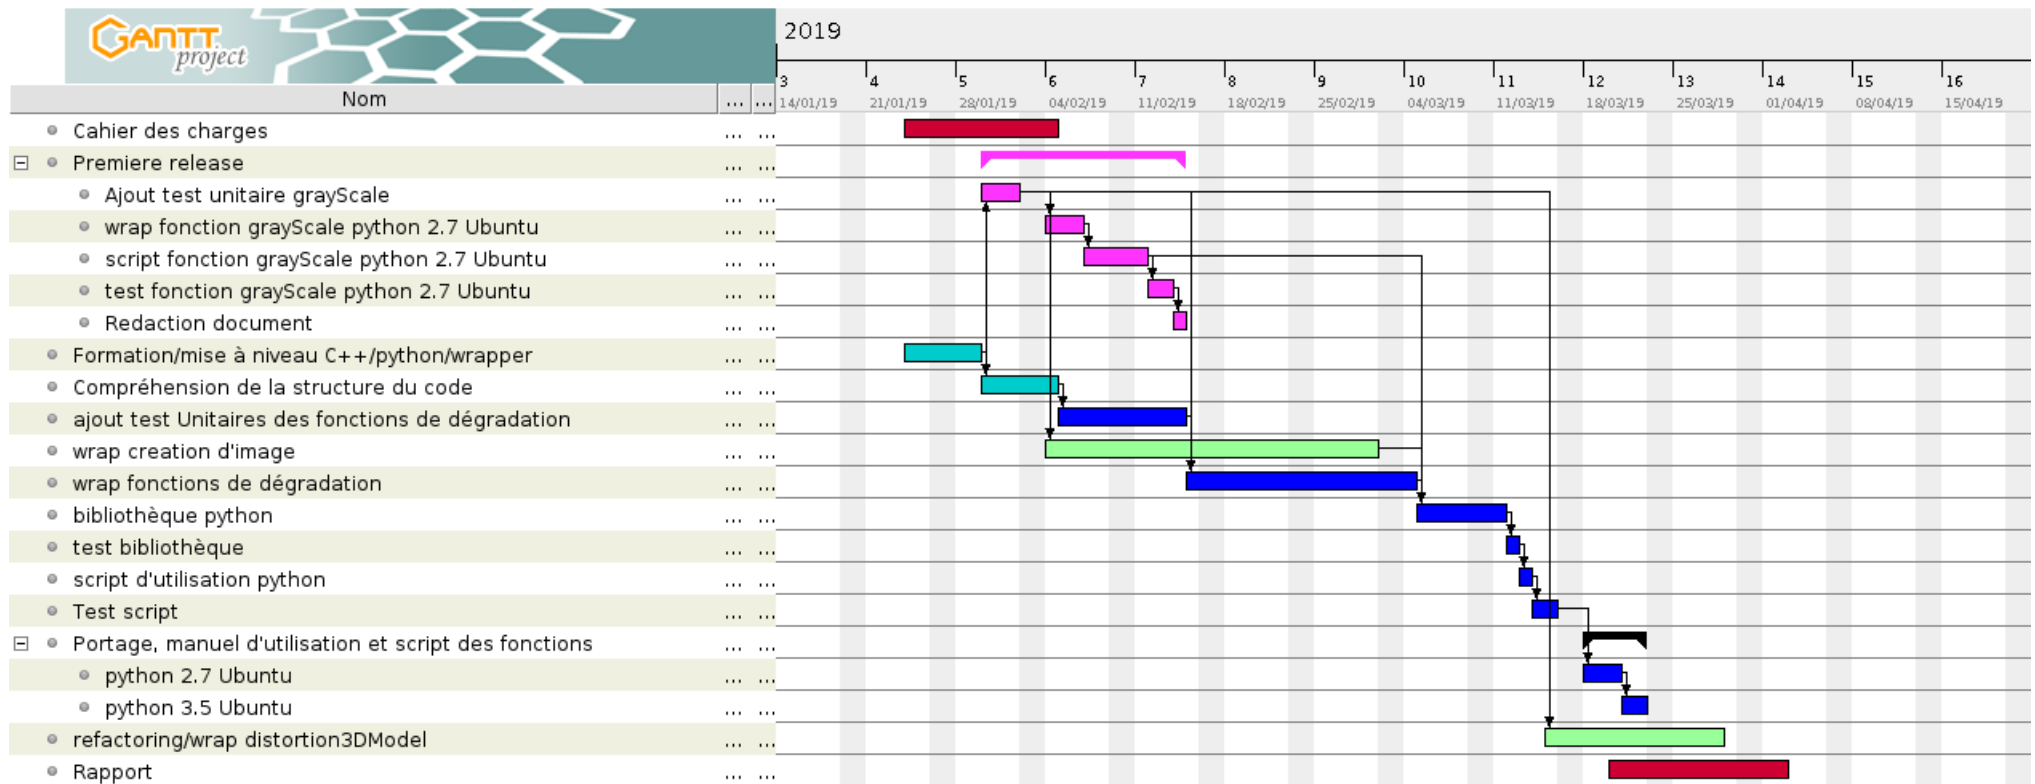 GANTT
project
2019
3 4 5 6 7 8 9 10 11 12 13 14 15 16
Nom ... ... 14/01/19 21/01/19 28/01/19 04/02/19 11/02/19 18/02/19 25/02/19 04/03/19 11/03/19 18/03/19 25/03/19 01/04/19 08/04/19 15/04/19
Cahier des charges ... ...
Premiere release ... ...
Ajout test unitaire grayScale ... ...
wrap fonction grayScale python 2.7 Ubuntu ... ...
script fonction grayScale python 2.7 Ubuntu ... ...
test fonction grayScale python 2.7 Ubuntu ... ...
Redaction document ... ...
Formation/mise à niveau C++/python/wrapper ... ...
Compréhension de la structure du code ... ...
ajout test Unitaires des fonctions de dégradation ... ...
wrap creation d'image ... ...
wrap fonctions de dégradation ... ...
bibliothèque python ... ...
test bibliothèque ... ...
script d'utilisation python ... ...
Test script ... ...
Portage, manuel d'utilisation et script des fonctions ... ...
python 2.7 Ubuntu ... ...
python 3.5 Ubuntu ... ...
refactoring/wrap distortion3DModel ... ...
Rapport ... ...